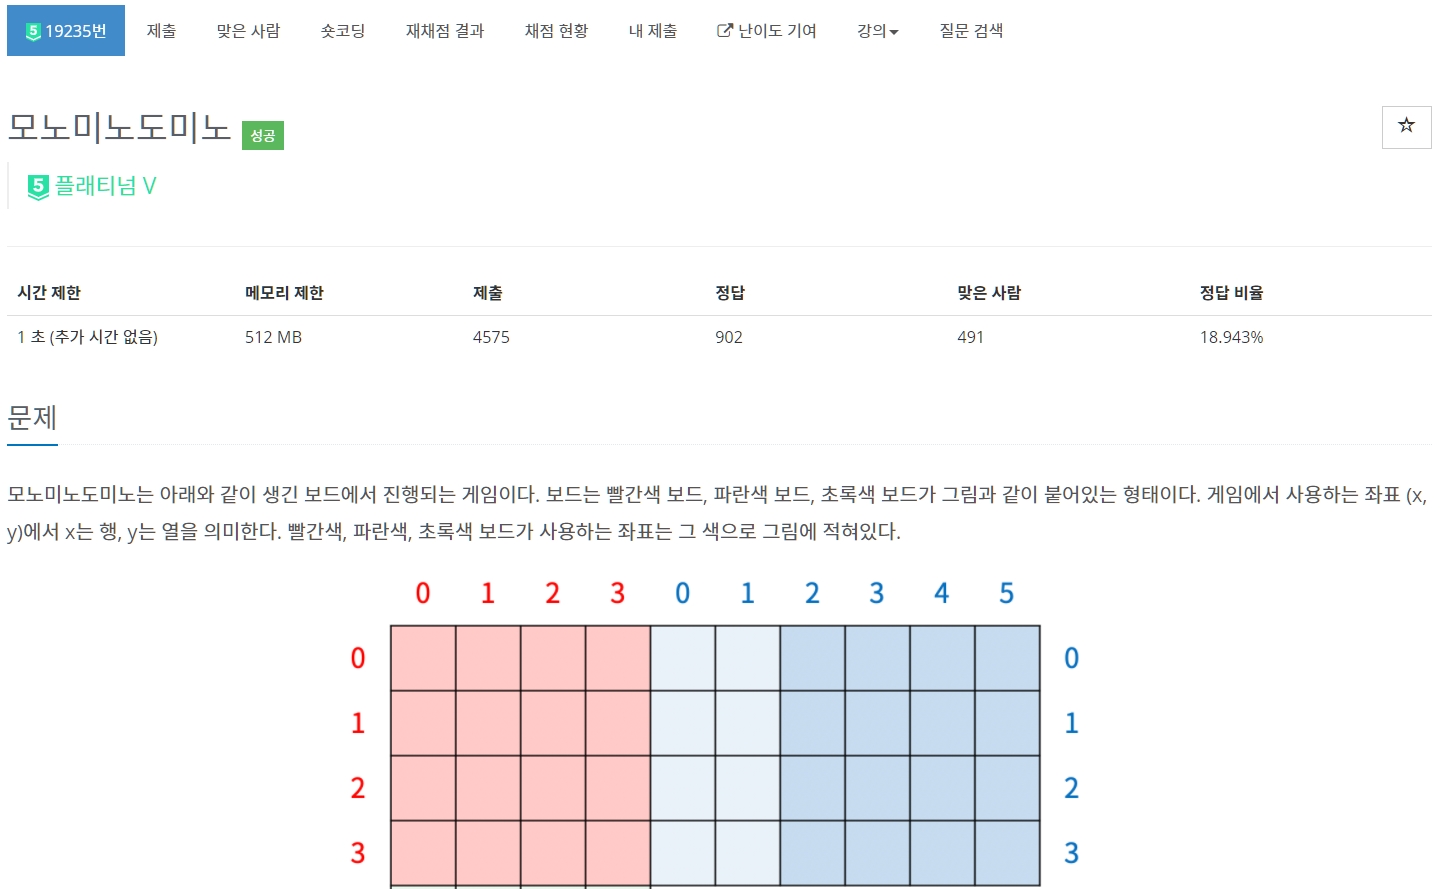 5 19235번 제출 맞은 사람 숏코딩 재채점 결과 채점 현황 내 제출 난이도 기여 강의 질문 검색
모노미노도미노 성공
5 플래티넘 V
시간 제한 메모리 제한 제출 정답 맞은 사람 정답 비율
1 초 (추가 시간 없음) 512 MB 4575 902 491 18.943%
문제
모노미노도미노는 아래와 같이 생긴 보드에서 진행되는 게임이다. 보드는 빨간색 보드, 파란색 보드, 초록색 보드가 그림과 같이 붙어있는 형태이다. 게임에서 사용하는 좌표 (x,
y)에서 x는 행, y는 열을 의미한다. 빨간색, 파란색, 초록색 보드가 사용하는 좌표는 그 색으로 그림에 적혀있다.
0 1 2 3 0 1 2 3 4 5
0 0
1 1
2 2
3 3